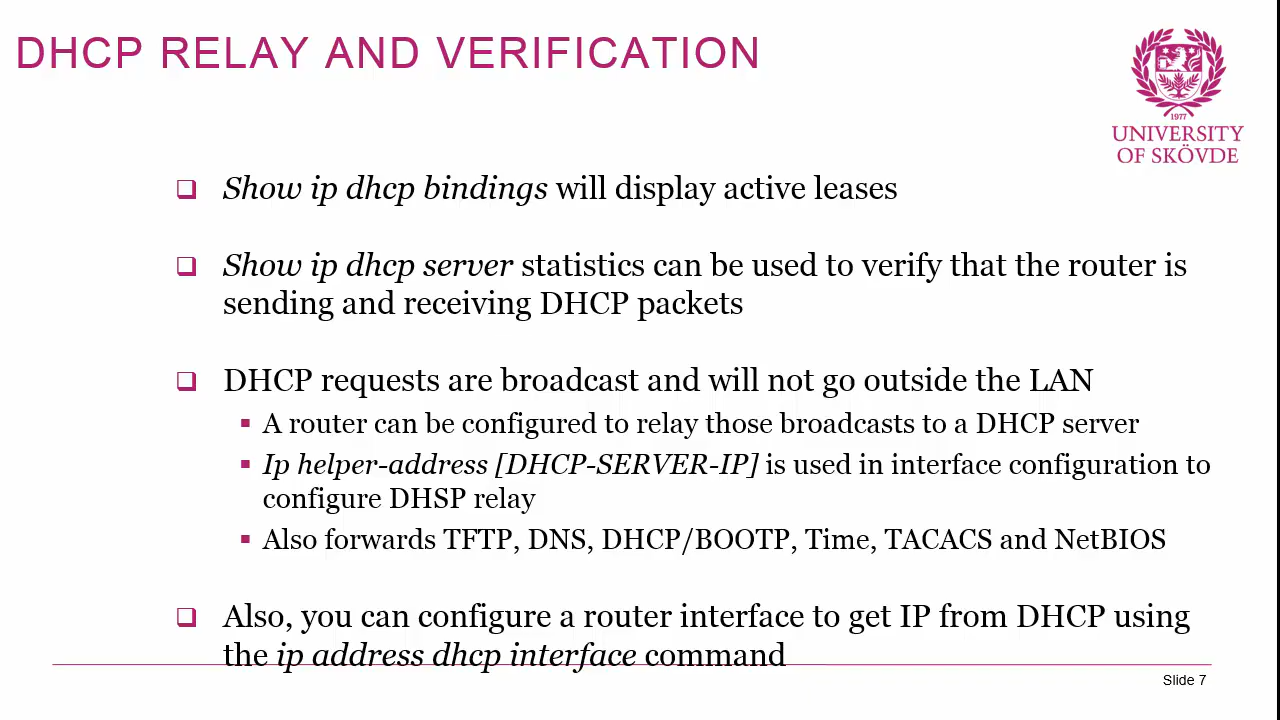 DHCP RELAY AND VERIFICATION
1977
UNIVERSITY
OF SKÖVDE
Show ip dhcp bindings will display active leases
Show ip dhcp server statistics can be used to verify that the router is
sending and receiving DHCP packets
DHCP requests are broadcast and will not go outside the LAN
A router can be configured to relay those broadcasts to a DHCP server
Ip helper-address [DHCP-SERVER-IP] is used in interface configuration to
configure DHSP relay
Also forwards TFTP, DNS, DHCP/BOOTP, Time, TACACS and NetBIOS
Also, you can configure a router interface to get IP from DHCP using
the ip address dhcp interface command
Slide 7